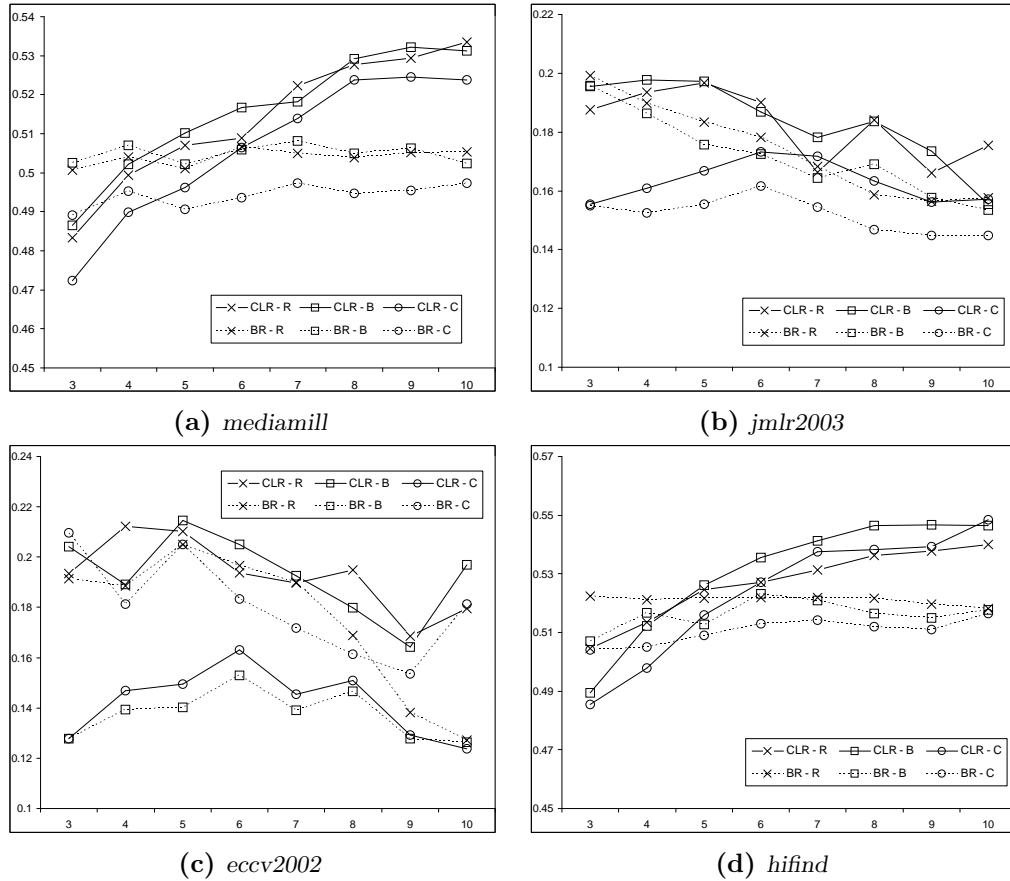 0.54
0.53
0.52
0.51
0.5
0.49
0.48
0.47
0.46
0.45
3 4 5 6 7 8 9 10
CLR - R CLR - B CLR - C
BR - R BR - B BR - C
(a) mediamill
0.22
0.2
0.18
0.16
0.14
0.12
0.1
3 4 5 6 7 8 9 10
CLR - R CLR - B CLR - C
BR - R BR - B BR - C
(b) jmlr2003
0.24
0.22
0.2
0.18
0.16
0.14
0.12
0.1
3 4 5 6 7 8 9 10
CLR - R CLR - B CLR - C
BR - R BR - B BR - C
(c) eccv2002
0.57
0.55
0.53
0.51
0.49
0.47
0.45
3 4 5 6 7 8 9 10
CLR - R CLR - B CLR - C
BR - R BR - B BR - C
(d) hifind